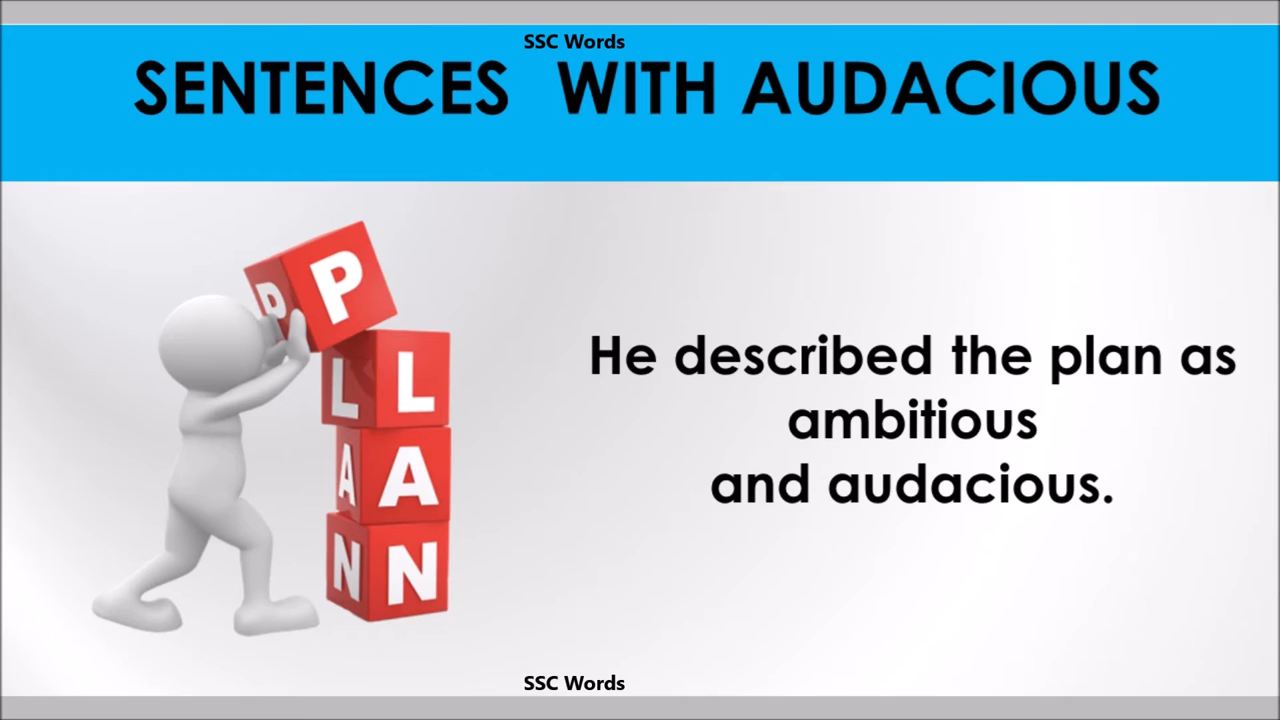 SSC Words
SENTENCES WITH AUDACIOUS
P P
L L
A A
N N
He described the plan as
ambitious
and audacious.
SSC Words